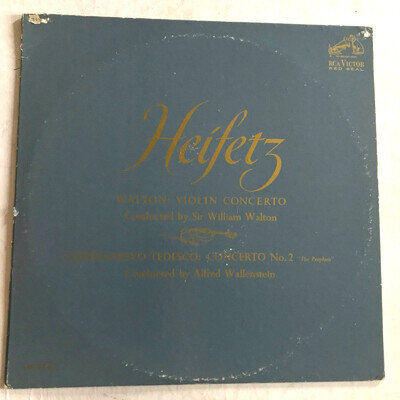 RCA VICTOR
RED SEAL
Heifetz
WALTON: VIOLIN CONCERTO
Conducted by Sir William Walton
TEDESCO: CONCERTO No. 2 "The Prophets"
Conducted by Alfred Wallenstein